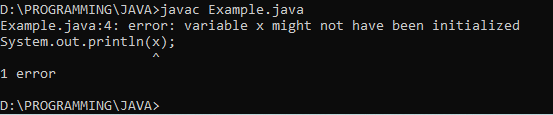 D:\PROGRAMMING\JAVA>javac Example.java
Example.java:4: error: variable x might not have been initialized
System.out.println(x);
                   ^
1 error
D:\PROGRAMMING\JAVA>